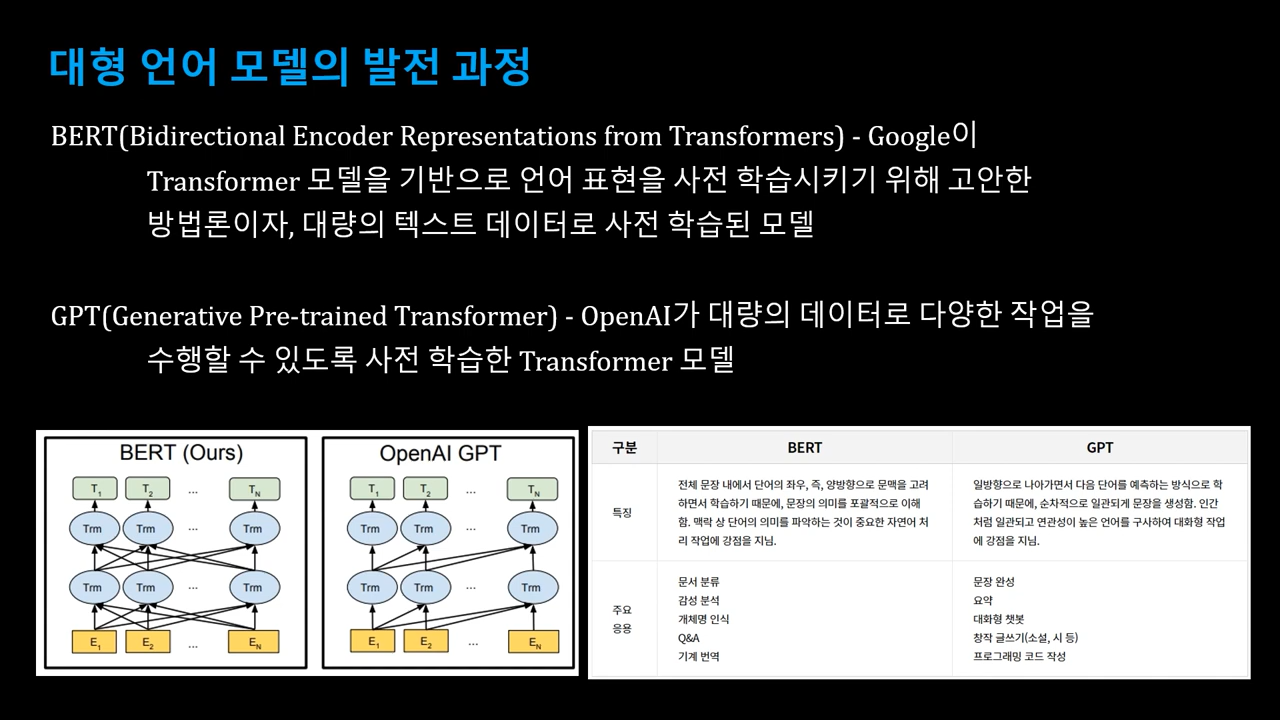 대형 언어 모델의 발전 과정
BERT(Bidirectional Encoder Representations from Transformers) - Google이
Transformer 모델을 기반으로 언어 표현을 사전 학습시키기 위해 고안한
방법론이자, 대량의 텍스트 데이터로 사전 학습된 모델
GPT(Generative Pre-trained Transformer) - OpenAI가 대량의 데이터로 다양한 작업을
수행할 수 있도록 사전 학습한 Transformer 모델
BERT (Ours)
T1 T2 ... TN
Trm Trm ... Trm
Trm Trm ... Trm
E1 E2 ... EN
OpenAI GPT
T1 T2 ... TN
Trm Trm ... Trm
Trm Trm ... Trm
E1 E2 ... EN
구분 BERT GPT
특징
전체 문장 내에서 단어의 좌우, 즉, 양방향으로 문맥을 고려
하면서 학습하기 때문에, 문장의 의미를 포괄적으로 이해
함. 맥락 상 단어의 의미를 파악하는 것이 중요한 자연어 처
리 작업에 강점을 지님.
일방향으로 나아가면서 다음 단어를 예측하는 방식으로 학
습하기 때문에, 순차적으로 일관되게 문장을 생성함. 인간
처럼 일관되고 연관성이 높은 언어를 구사하여 대화형 작업
에 강점을 지님.
주요
응용
문서 분류
감성 분석
개체명 인식
Q&A
기계 번역
문장 완성
요약
대화형 챗봇
창작 글쓰기(소설, 시 등)
프로그래밍 코드 작성